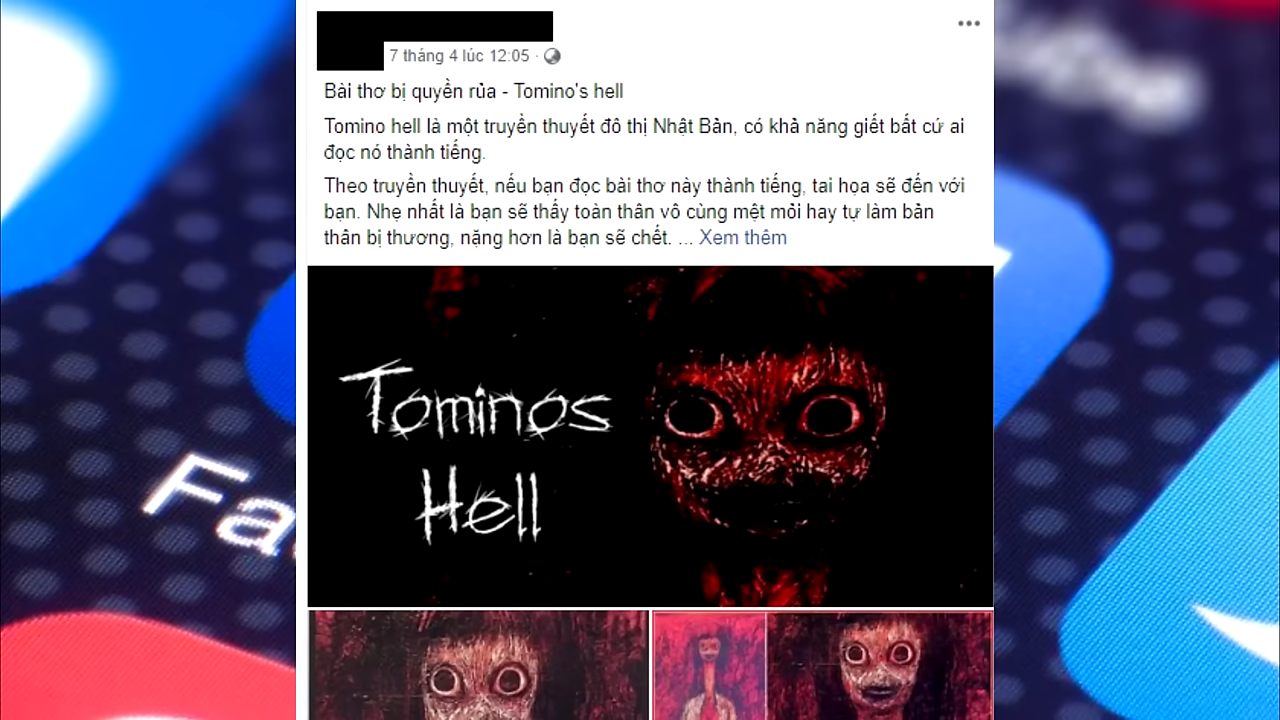 7 tháng 4 lúc 12:05 ·
Bài thơ bị quyền rủa - Tomino's hell
Tomino hell là một truyền thuyết đô thị Nhật Bản, có khả năng giết bất cứ ai
đọc nó thành tiếng.
Theo truyền thuyết, nếu bạn đọc bài thơ này thành tiếng, tai họa sẽ đến với
bạn. Nhẹ nhất là bạn sẽ thấy toàn thân vô cùng mệt mỏi hay tự làm bản
thân bị thương, nặng hơn là bạn sẽ chết. ... Xem thêm
Tominos
Hell
Fa